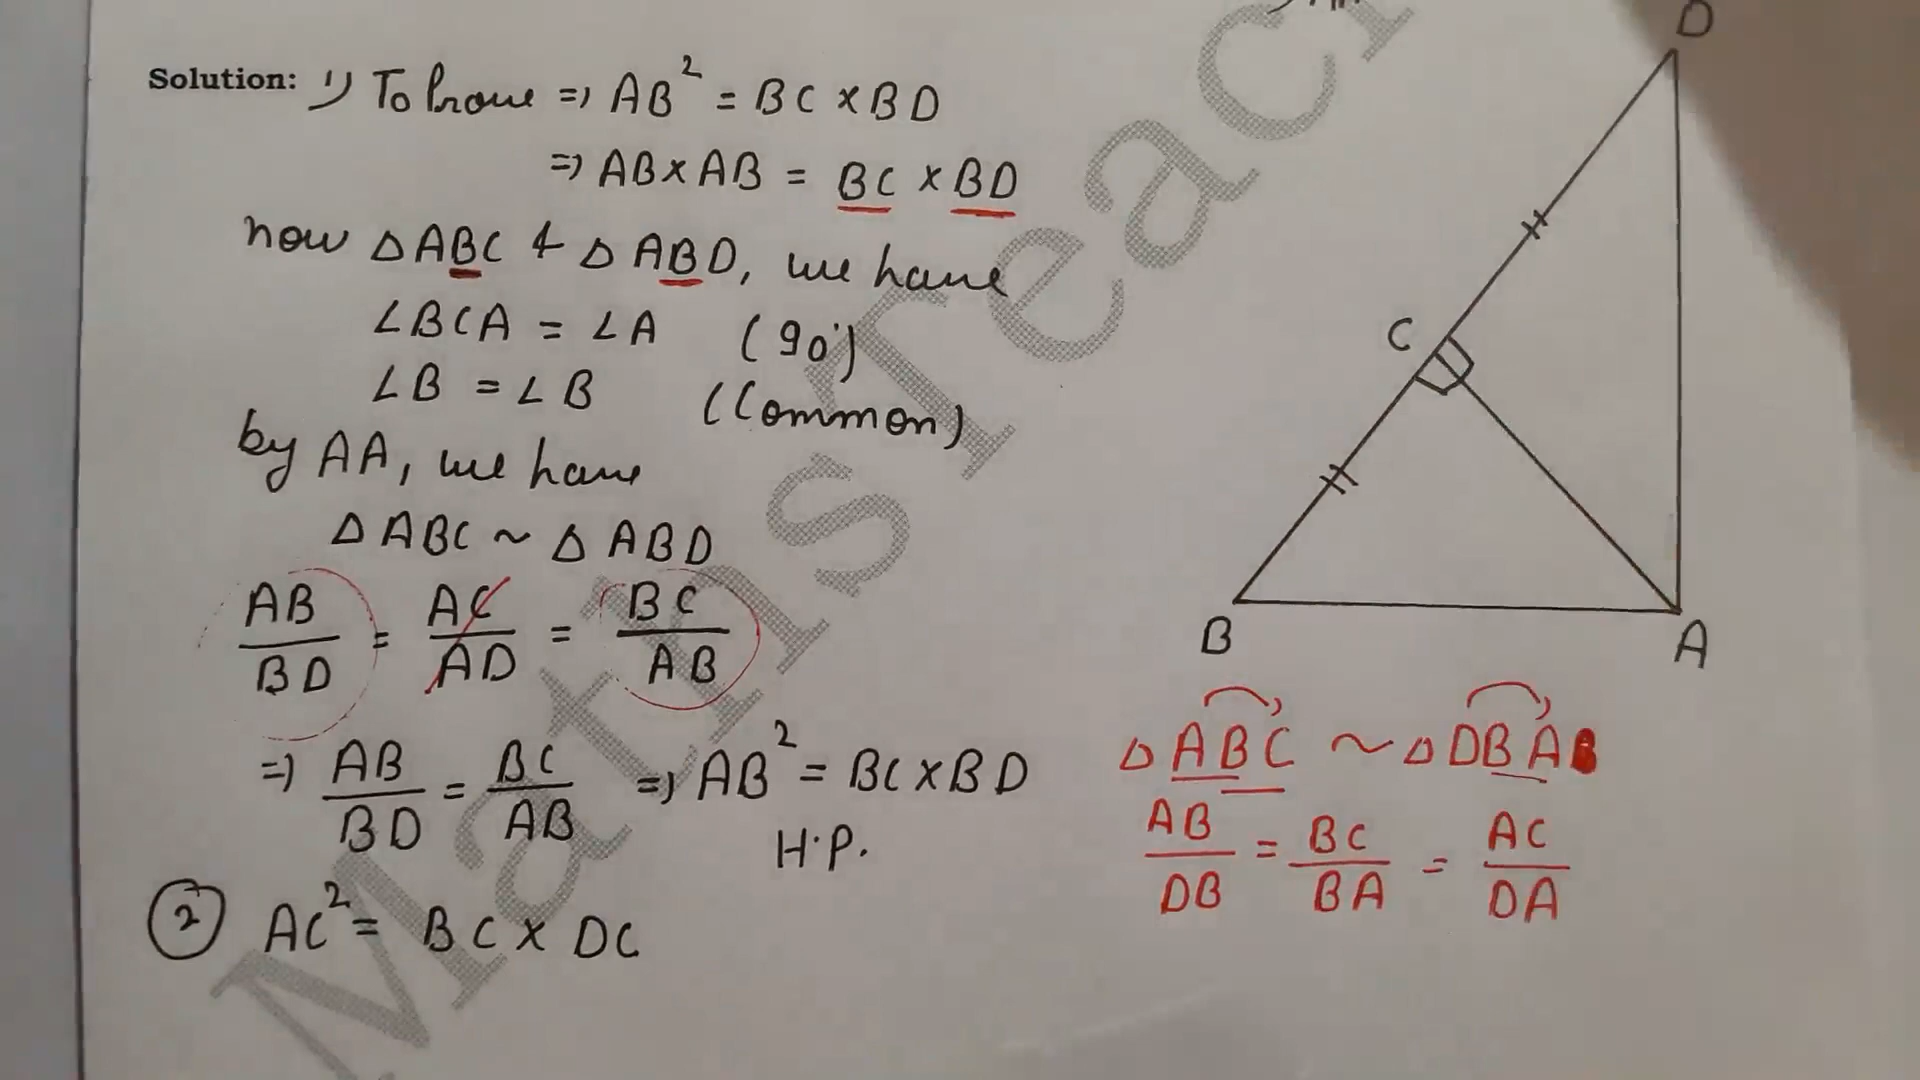 Solution: 1) To Prove ⇒ AB² = BC × BD
⇒ AB × AB = BC × BD
now △ABC & △ABD, we have
∠BCA = ∠A (90°)
∠B = ∠B (Common)
by AA, we have
△ABC ~ △ABD
AB/BD = AC/AD = BC/AB
⇒ AB/BD = BC/AB ⇒ AB² = BC × BD
H.P.
② AC² = BC × DC
D
C
B
A
△ABC ~ △DBA
AB/DB = BC/BA = AC/DA